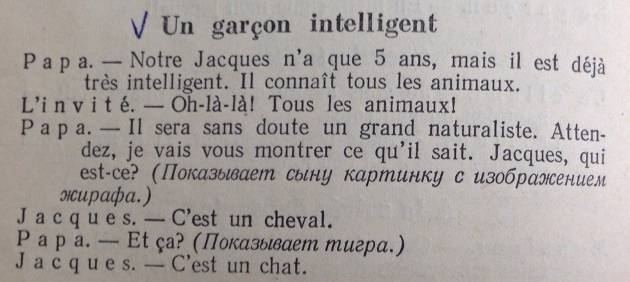 Un garçon intelligent
Papa. — Notre Jacques n'a que 5 ans, mais il est déjà
très intelligent. Il connaît tous les animaux.
L'invité. — Oh-là-là! Tous les animaux!
Papa. — Il sera sans doute un grand naturaliste. Atten-
dez, je vais vous montrer ce qu'il sait. Jacques, qui
est-ce? (Показывает сыну картинку с изображением
жирафа.)
Jacques. — C'est un cheval.
Papa. — Et ça? (Показывает тигра.)
Jacques. — C'est un chat.